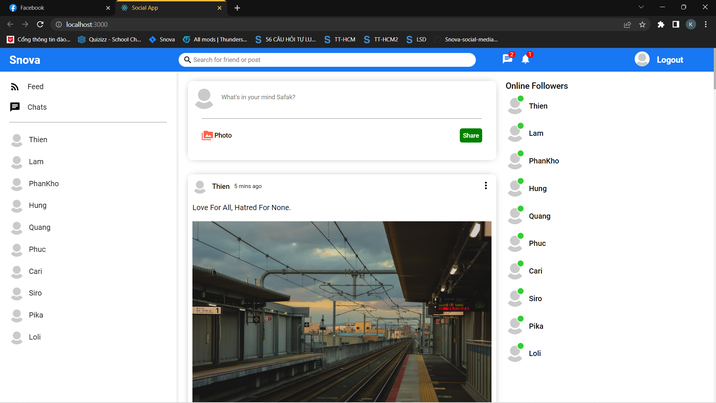 Facebook
Social App
localhost:3000
Cổng thông tin đào...
Quizizz - School Ch...
Snova
All mods | Thunders...
56 CÂU HỎI TỰ LU...
TT-HCM
TT-HCM2
LSD
Snova-social-media...
K
Snova
Search for friend or post
2
1
Logout
Feed
Chats
Thien
Lam
PhanKho
Hung
Quang
Phuc
Cari
Siro
Pika
Loli
What's in your mind Safak?
Photo
Share
Thien 5 mins ago
Love For All, Hatred For None.
1
Online Followers
Thien
Lam
PhanKho
Hung
Quang
Phuc
Cari
Siro
Pika
Loli